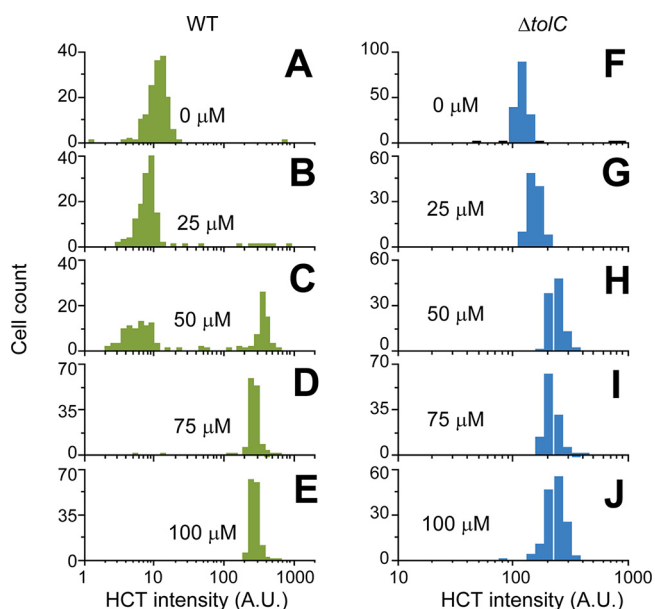 WT
ΔtolC
Cell count
40
20
0
A
0 μM
100
50
0
F
0 μM
40
20
0
B
25 μM
60
30
0
G
25 μM
40
20
0
C
50 μM
60
30
0
H
50 μM
70
35
0
D
75 μM
70
35
0
I
75 μM
70
35
0
E
100 μM
60
30
0
J
100 μM
1 10 100 1000
10 100 1000
HCT intensity (A.U.)
HCT intensity (A.U.)